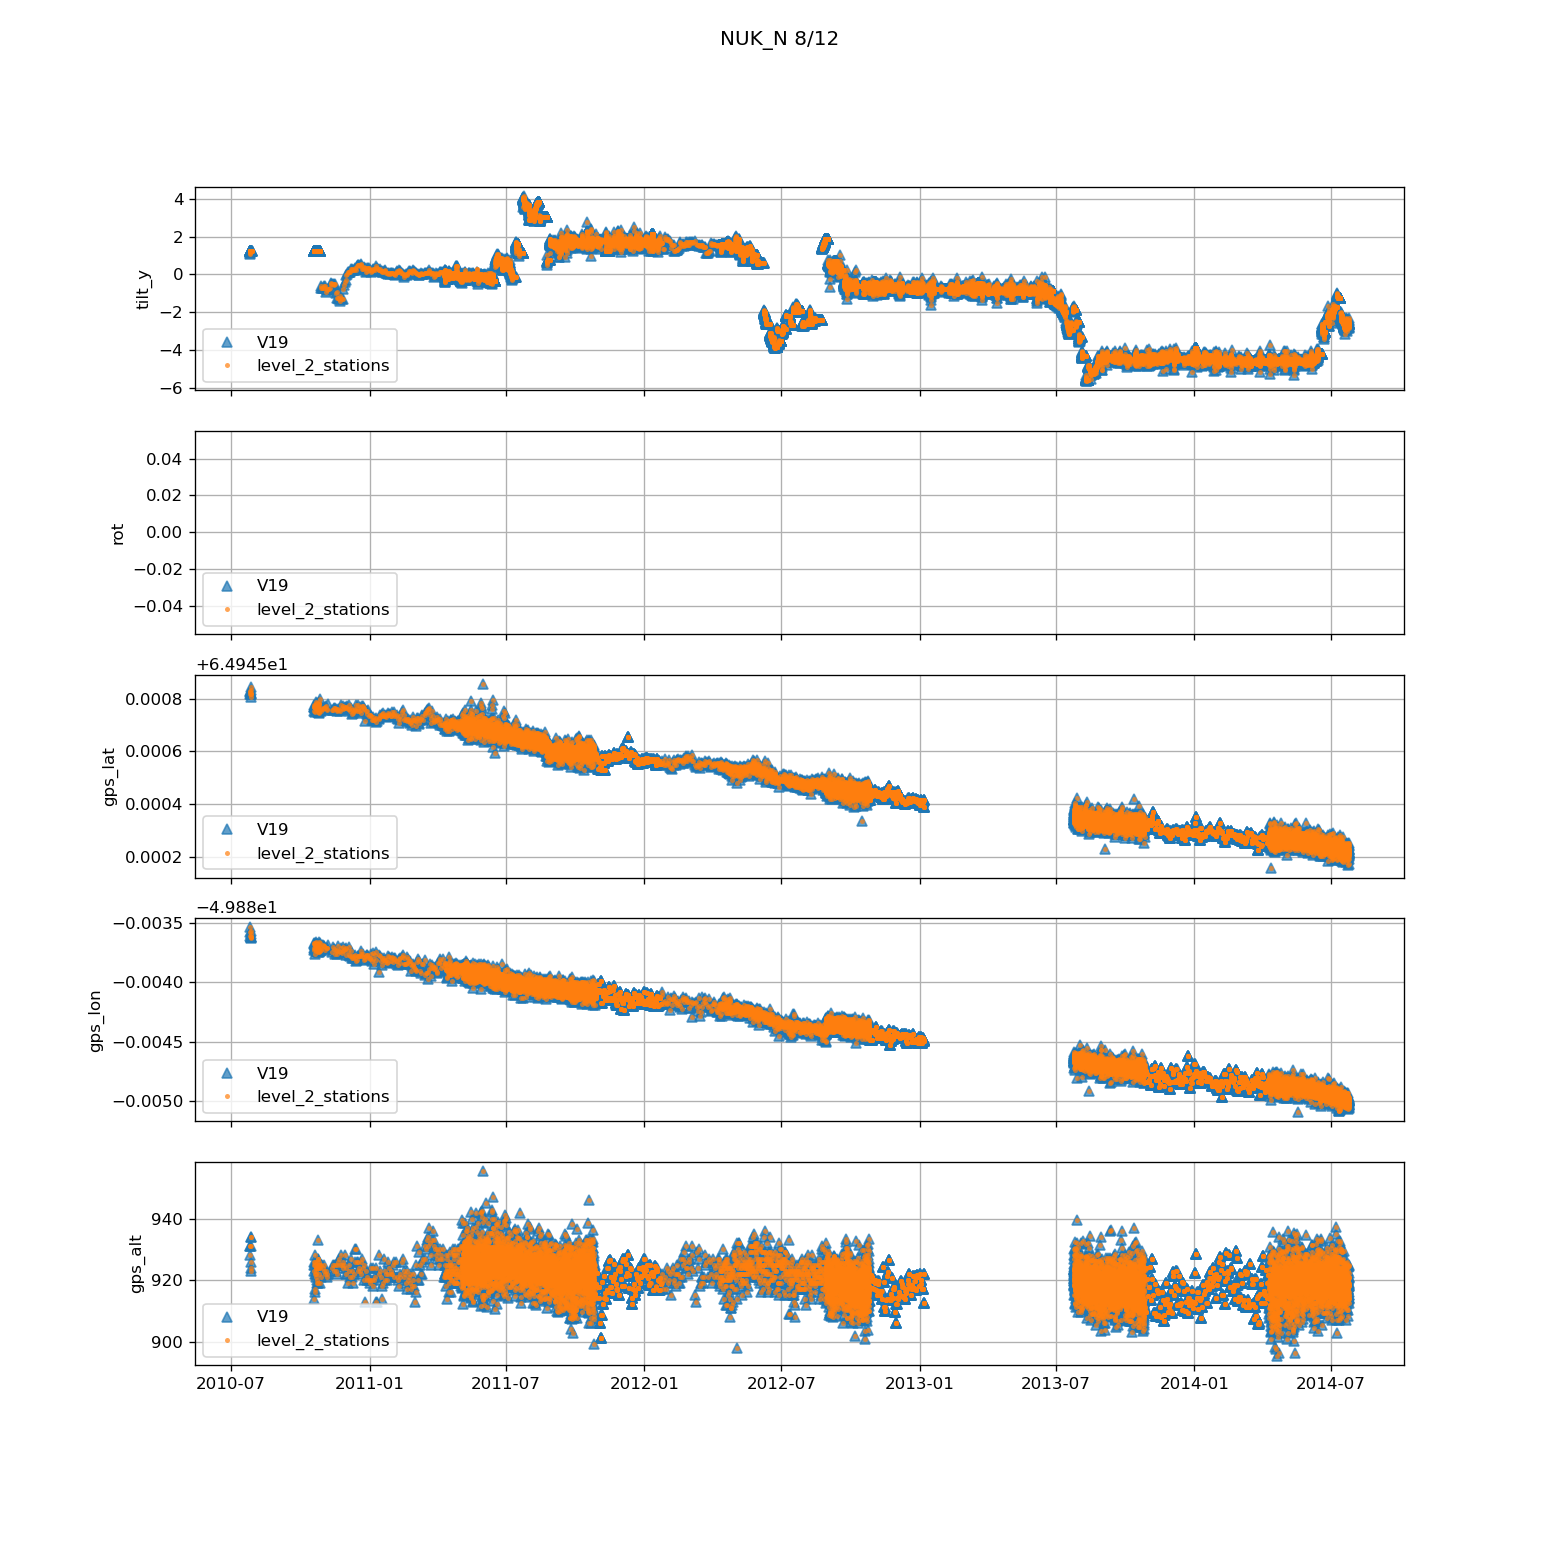 NUK_N 8/12
4
2
0
−2
−4
−6
tilt_y
V19
level_2_stations
0.04
0.02
0.00
−0.02
−0.04
rot
V19
level_2_stations
+6.4945e1
0.0008
0.0006
0.0004
0.0002
gps_lat
V19
level_2_stations
−4.988e1
−0.0035
−0.0040
−0.0045
−0.0050
gps_lon
V19
level_2_stations
940
920
900
gps_alt
V19
level_2_stations
2010-07 2011-01 2011-07 2012-01 2012-07 2013-01 2013-07 2014-01 2014-07